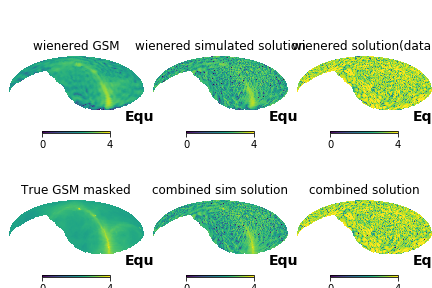 wienered GSM
wienered simulated solution
wienered solution(data
Equ
Equ
Eq
0 4
0 4
0 4
True GSM masked
combined sim solution
combined solution
Equ
Equ
Eq
0 4
0 4
0 4